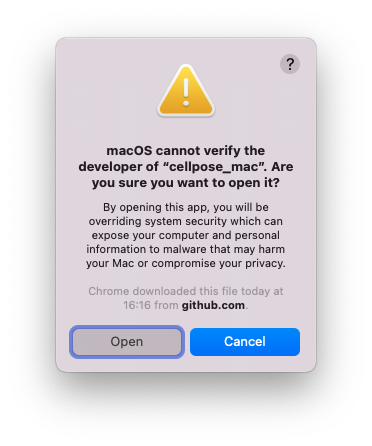 ?
macOS cannot verify the
developer of “cellpose_mac”. Are
you sure you want to open it?
By opening this app, you will be
overriding system security which can
expose your computer and personal
information to malware that may harm
your Mac or compromise your privacy.
Chrome downloaded this file today at
16:16 from github.com.
Open
Cancel